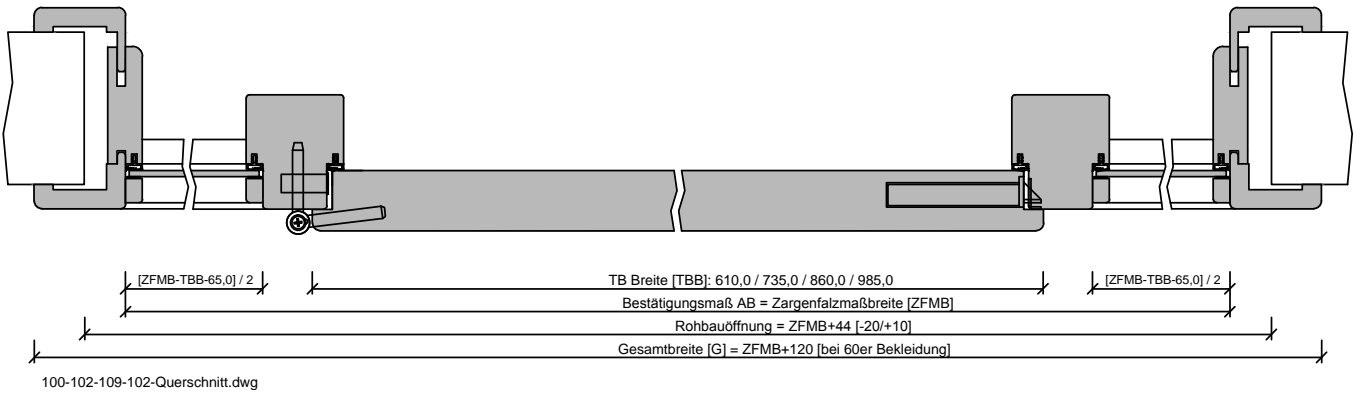 [ZFMB-TBB-65,0] / 2
TB Breite [TBB]: 610,0 / 735,0 / 860,0 / 985,0
[ZFMB-TBB-65,0] / 2
Bestätigungsmaß AB = Zargenfalzmaßbreite [ZFMB]
Rohbauöffnung = ZFMB+44 [-20/+10]
Gesamtbreite [G] = ZFMB+120 [bei 60er Bekleidung]
100-102-109-102-Querschnitt.dwg